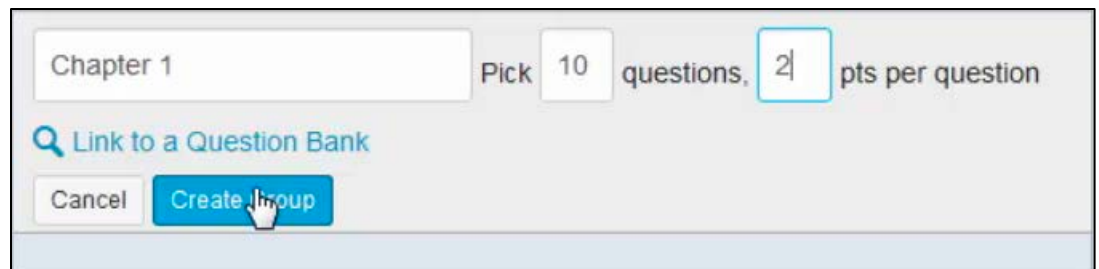 Chapter 1 Pick 10 questions, 2 pts per question
Link to a Question Bank
Cancel Create Group